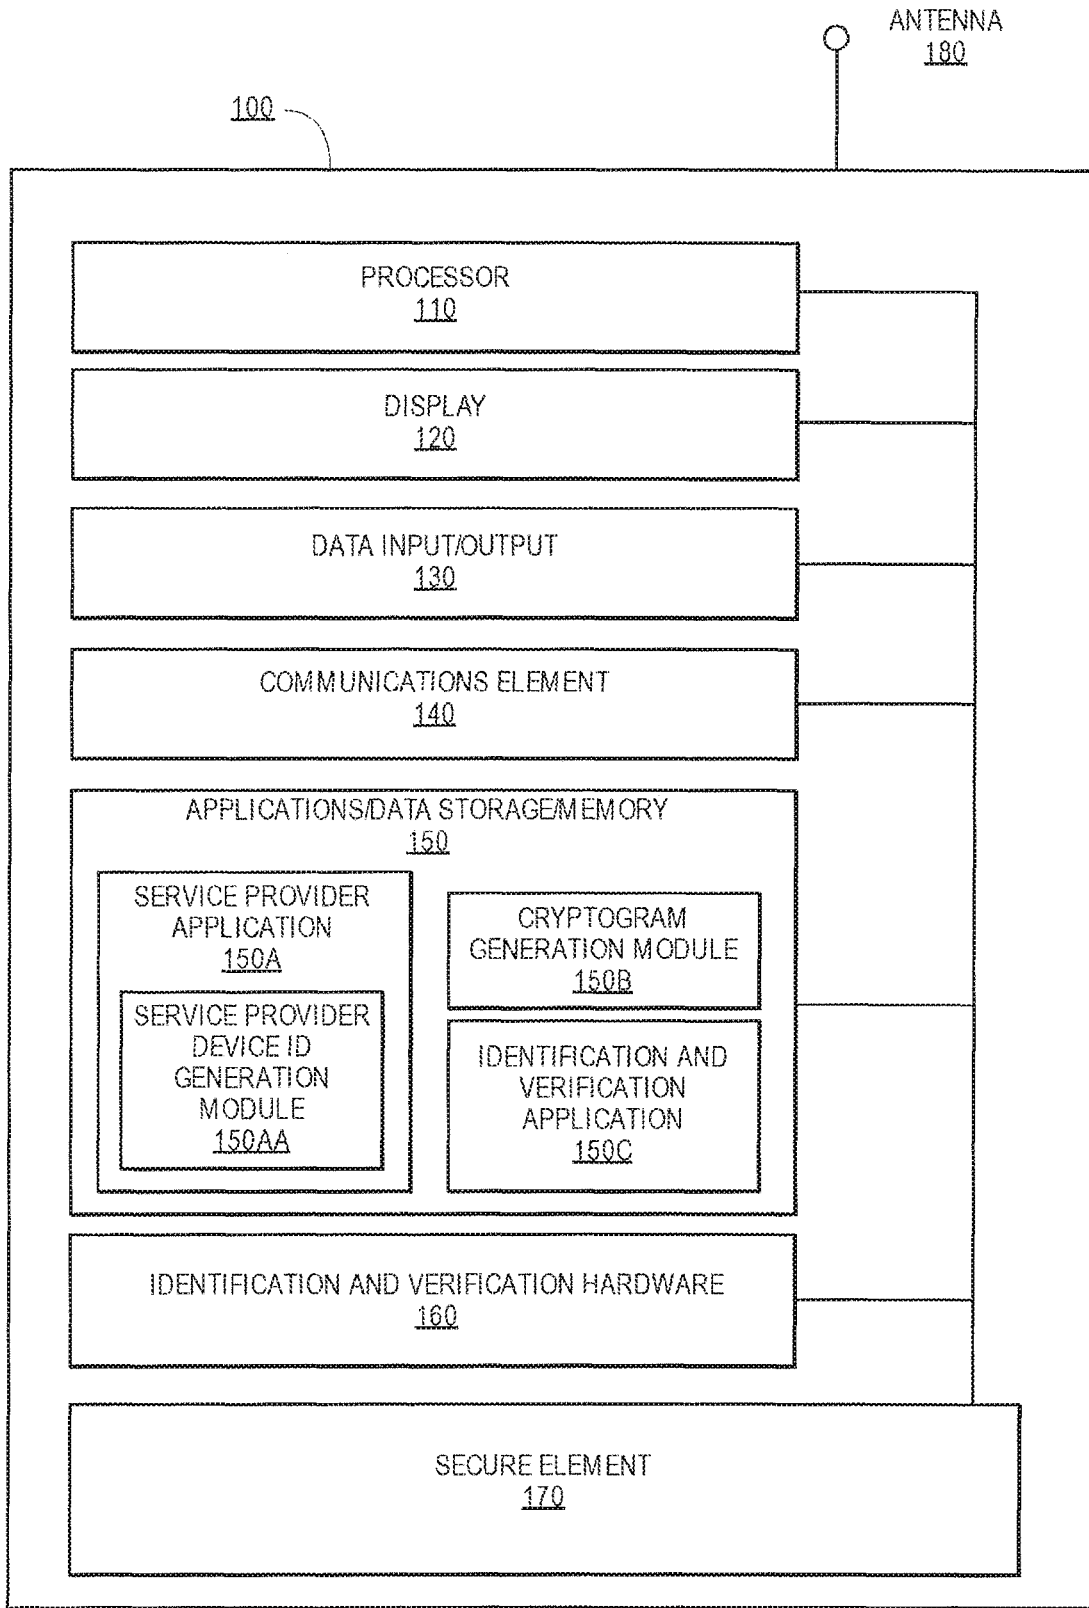 ANTENNA
180
100
PROCESSOR
110
DISPLAY
120
DATA INPUT/OUTPUT
130
COMMUNICATIONS ELEMENT
140
APPLICATIONS/DATA STORAGE/MEMORY
150
SERVICE PROVIDER
APPLICATION
150A
SERVICE PROVIDER
DEVICE ID
GENERATION
MODULE
150AA
CRYPTOGRAM
GENERATION MODULE
150B
IDENTIFICATION AND
VERIFICATION
APPLICATION
150C
IDENTIFICATION AND VERIFICATION HARDWARE
160
SECURE ELEMENT
170